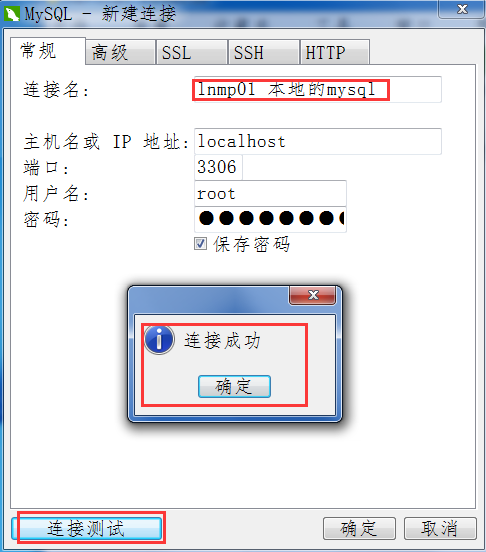 MySQL - 新建连接
常规 高级 SSL SSH HTTP
连接名: lnmp01 本地的mysql
主机名或 IP 地址: localhost
端口: 3306
用户名: root
密码: ●●●●●●●●
保存密码
连接成功
确定
连接测试 确定 取消